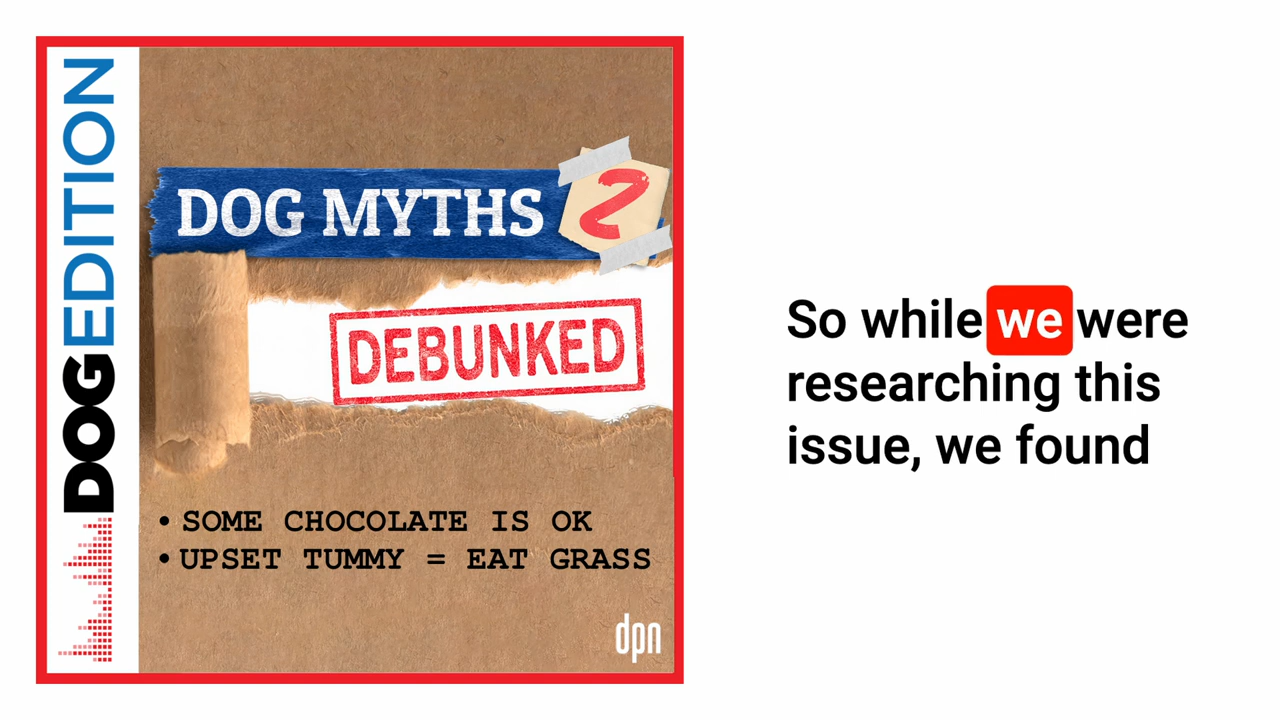 DOGEDITION
DOG MYTHS 2
DEBUNKED
• SOME CHOCOLATE IS OK
• UPSET TUMMY = EAT GRASS
dpn
So while we were
researching this
issue, we found